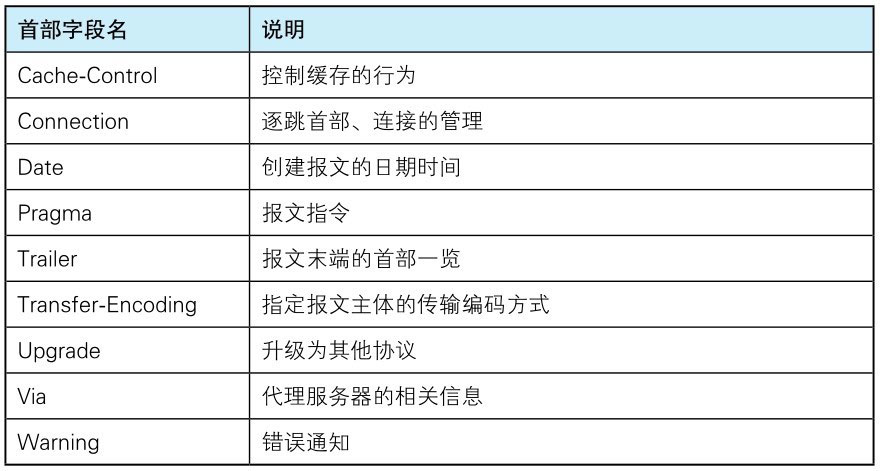 首部字段名 说明
Cache-Control 控制缓存的行为
Connection 逐跳首部、连接的管理
Date 创建报文的日期时间
Pragma 报文指令
Trailer 报文末端的首部一览
Transfer-Encoding 指定报文主体的传输编码方式
Upgrade 升级为其他协议
Via 代理服务器的相关信息
Warning 错误通知